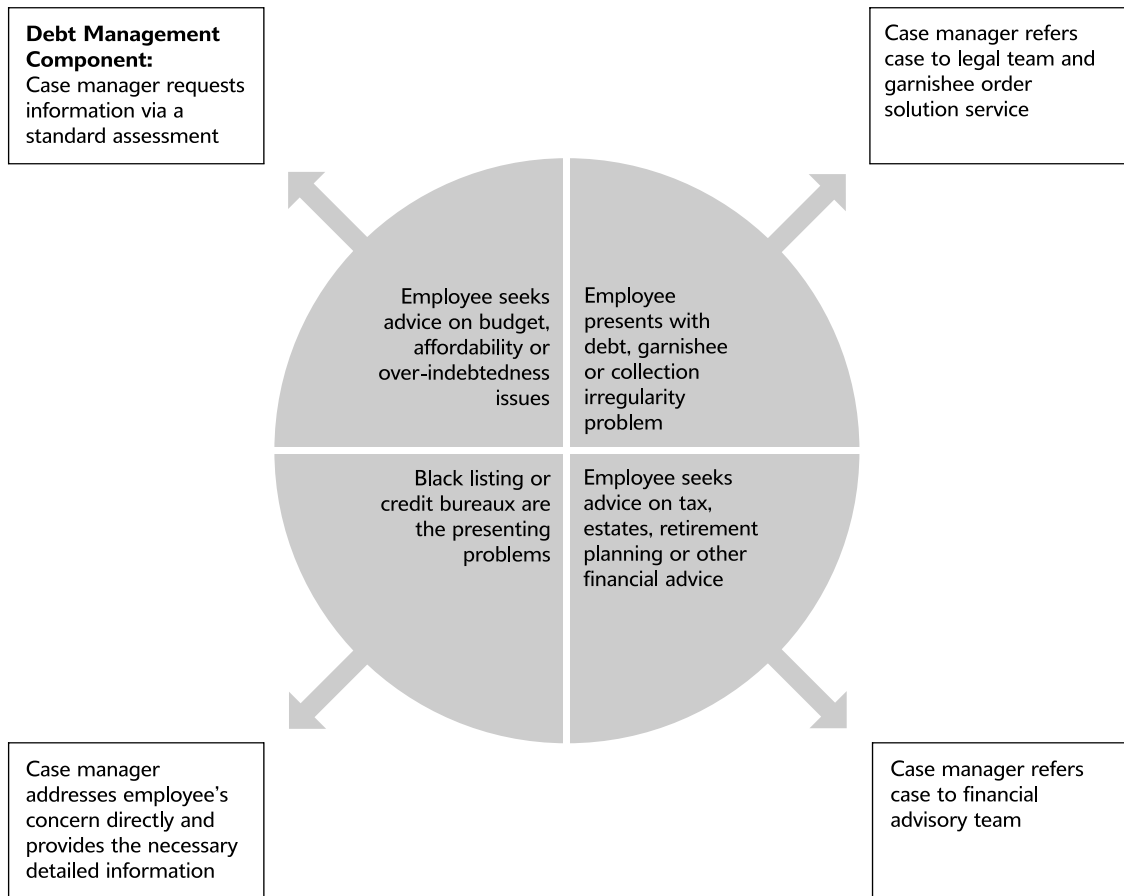 Debt Management
Component:
Case manager requests
information via a
standard assessment
Case manager refers
case to legal team and
garnishee order
solution service
Employee seeks
advice on budget,
affordability or
over-indebtedness
issues
Employee
presents with
debt, garnishee
or collection
irregularity
problem
Black listing or
credit bureaux are
the presenting
problems
Employee seeks
advice on tax,
estates, retirement
planning or other
financial advice
Case manager
addresses employee’s
concern directly and
provides the necessary
detailed information
Case manager refers
case to financial
advisory team